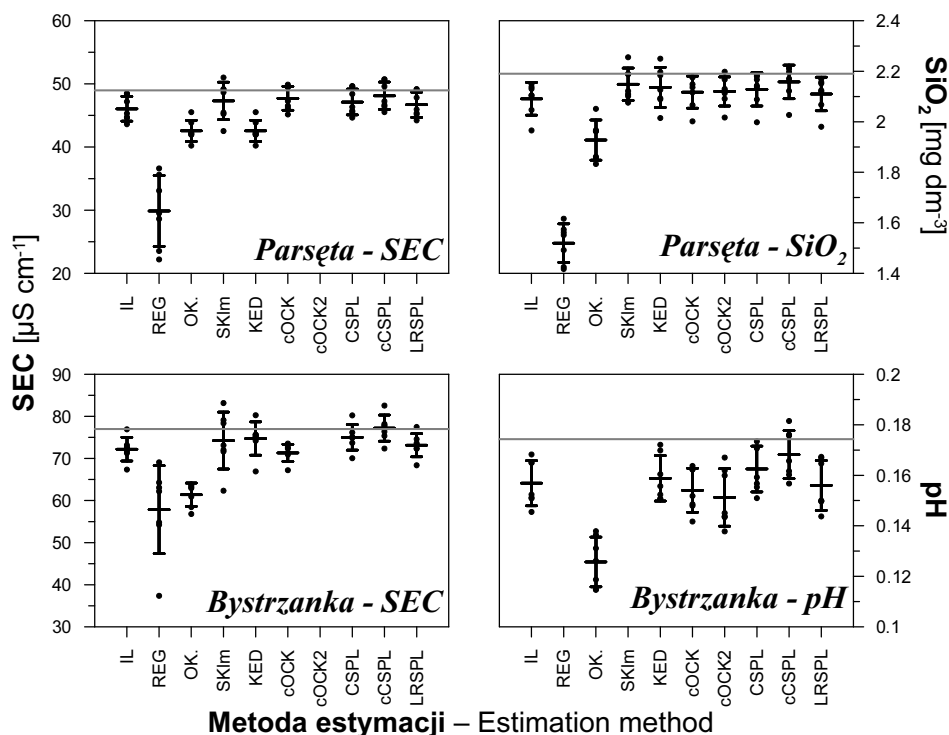 60
50
40
30
20
SEC [µS cm-1]
Parsęta - SEC
IL
REG
OK.
SKlm
KED
cOCK
cOCK2
CSPL
cCSPL
LRSPL
2.4
2.2
2
1.8
1.6
1.4
SiO2 [mg dm-3]
Parsęta - SiO2
IL
REG
OK.
SKlm
KED
cOCK
cOCK2
CSPL
cCSPL
LRSPL
90
80
70
60
50
40
30
Bystrzanka - SEC
IL
REG
OK.
SKlm
KED
cOCK
cOCK2
CSPL
cCSPL
LRSPL
0.2
0.18
0.16
0.14
0.12
0.1
pH
Bystrzanka - pH
IL
REG
OK.
SKlm
KED
cOCK
cOCK2
CSPL
cCSPL
LRSPL
Metoda estymacji – Estimation method